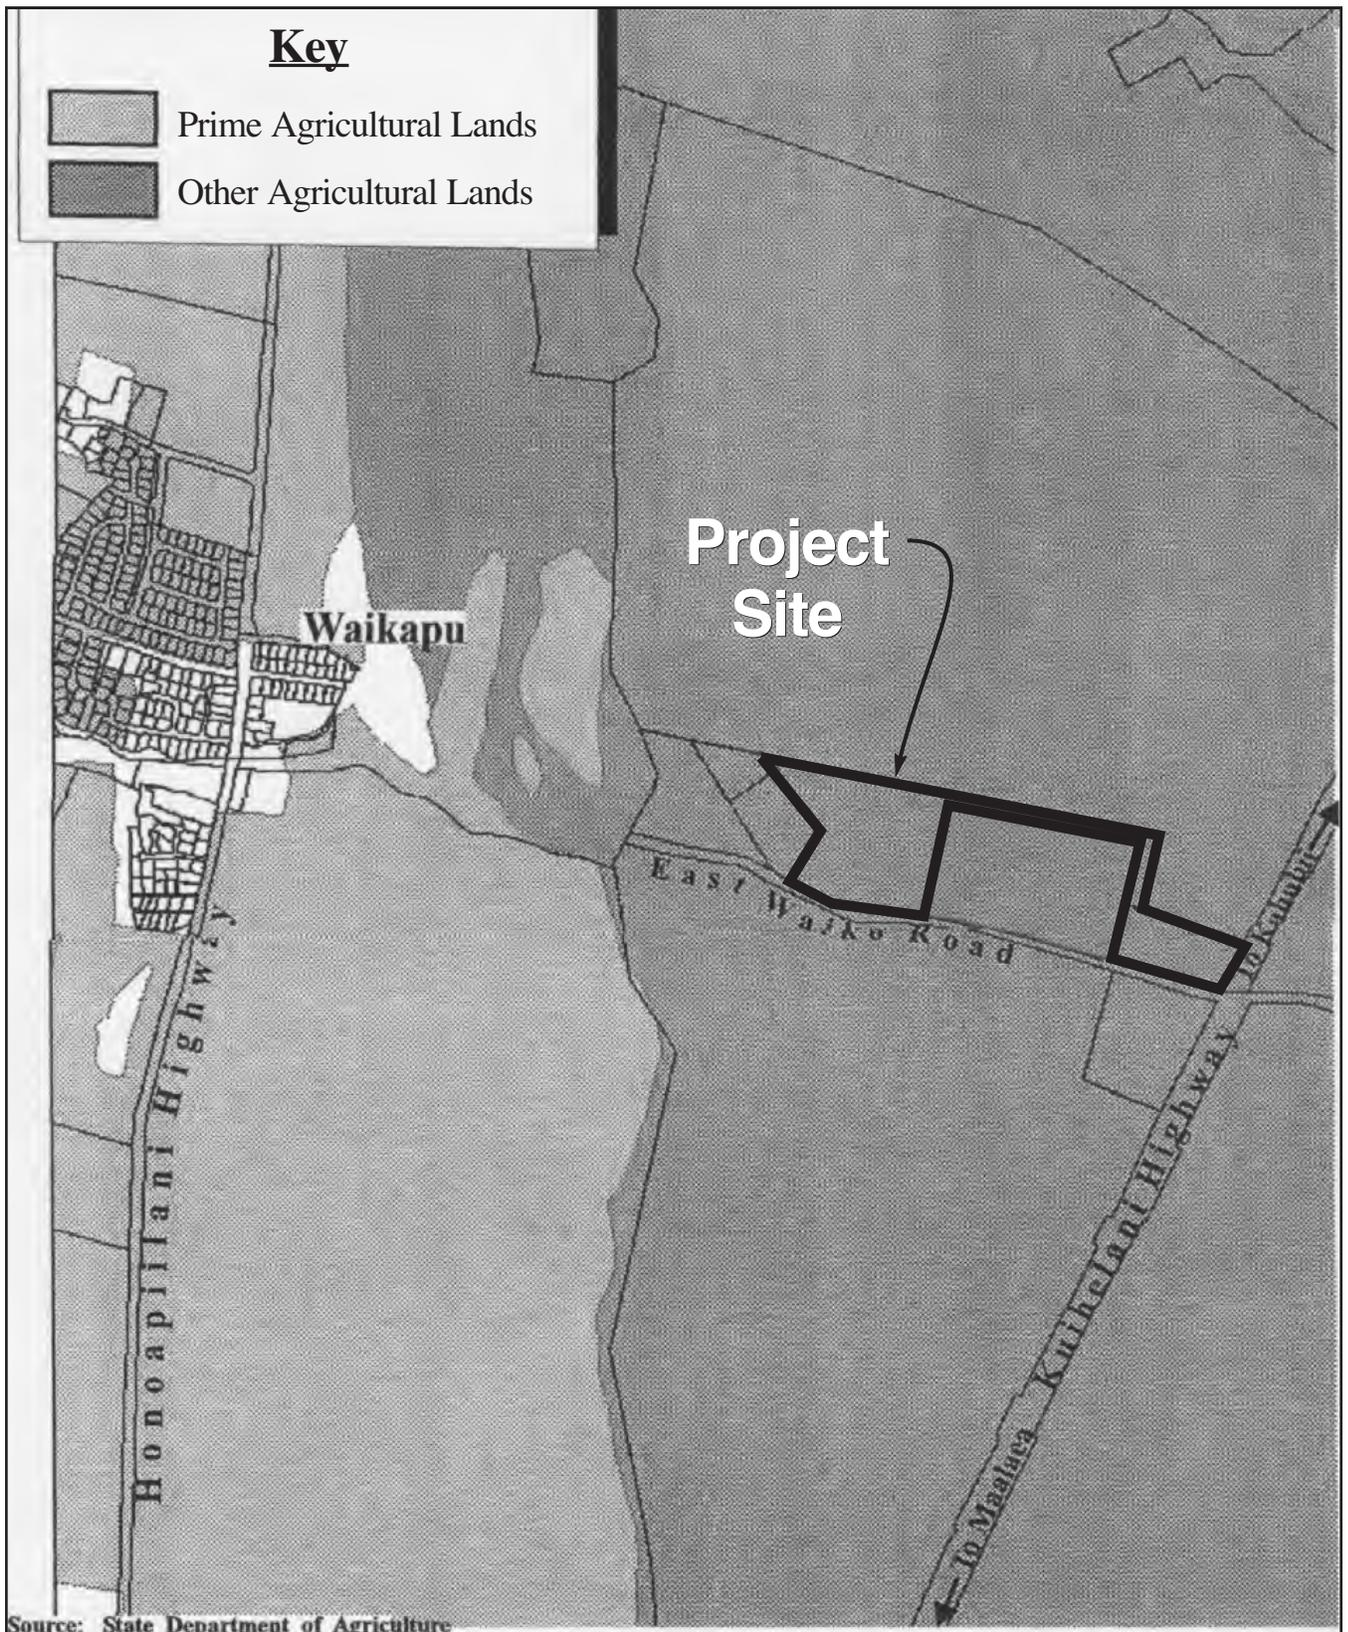 Key
Prime Agricultural Lands
Other Agricultural Lands
Project
Site
Waikapu
East Waiko Road
To Kahului
Honoapiilani Highway
Kuihelani Highway
To Maalaea
Source: State Department of Agriculture